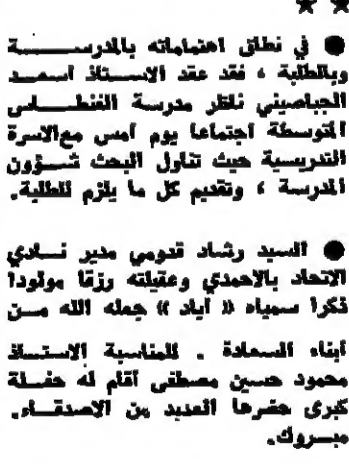 ★ ★
● في نطاق اهتماماته بالمدرسة
وبالطلبة ، فقد عقد الاستاذ اسعد
الجباصيني ناظر مدرسة الفنطاس
المتوسطة اجتماعا يوم امس مع الاسرة
التدريسية حيث تناول البحث شؤون
المدرسة ، وتقديم كل ما يلزم للطلبة.
● السيد رشاد قدومي مدير نادي
الاتحاد بالاحمدي وعقيلته رزقا مولودا
ذكرا سمياه « اياد » جعله الله من
ابناء السعادة . للمناسبة الاستاذ
محمود حسين مصطفى أقام له حفلة
كبرى حضرها العديد من الاصدقاء.
مبروك.